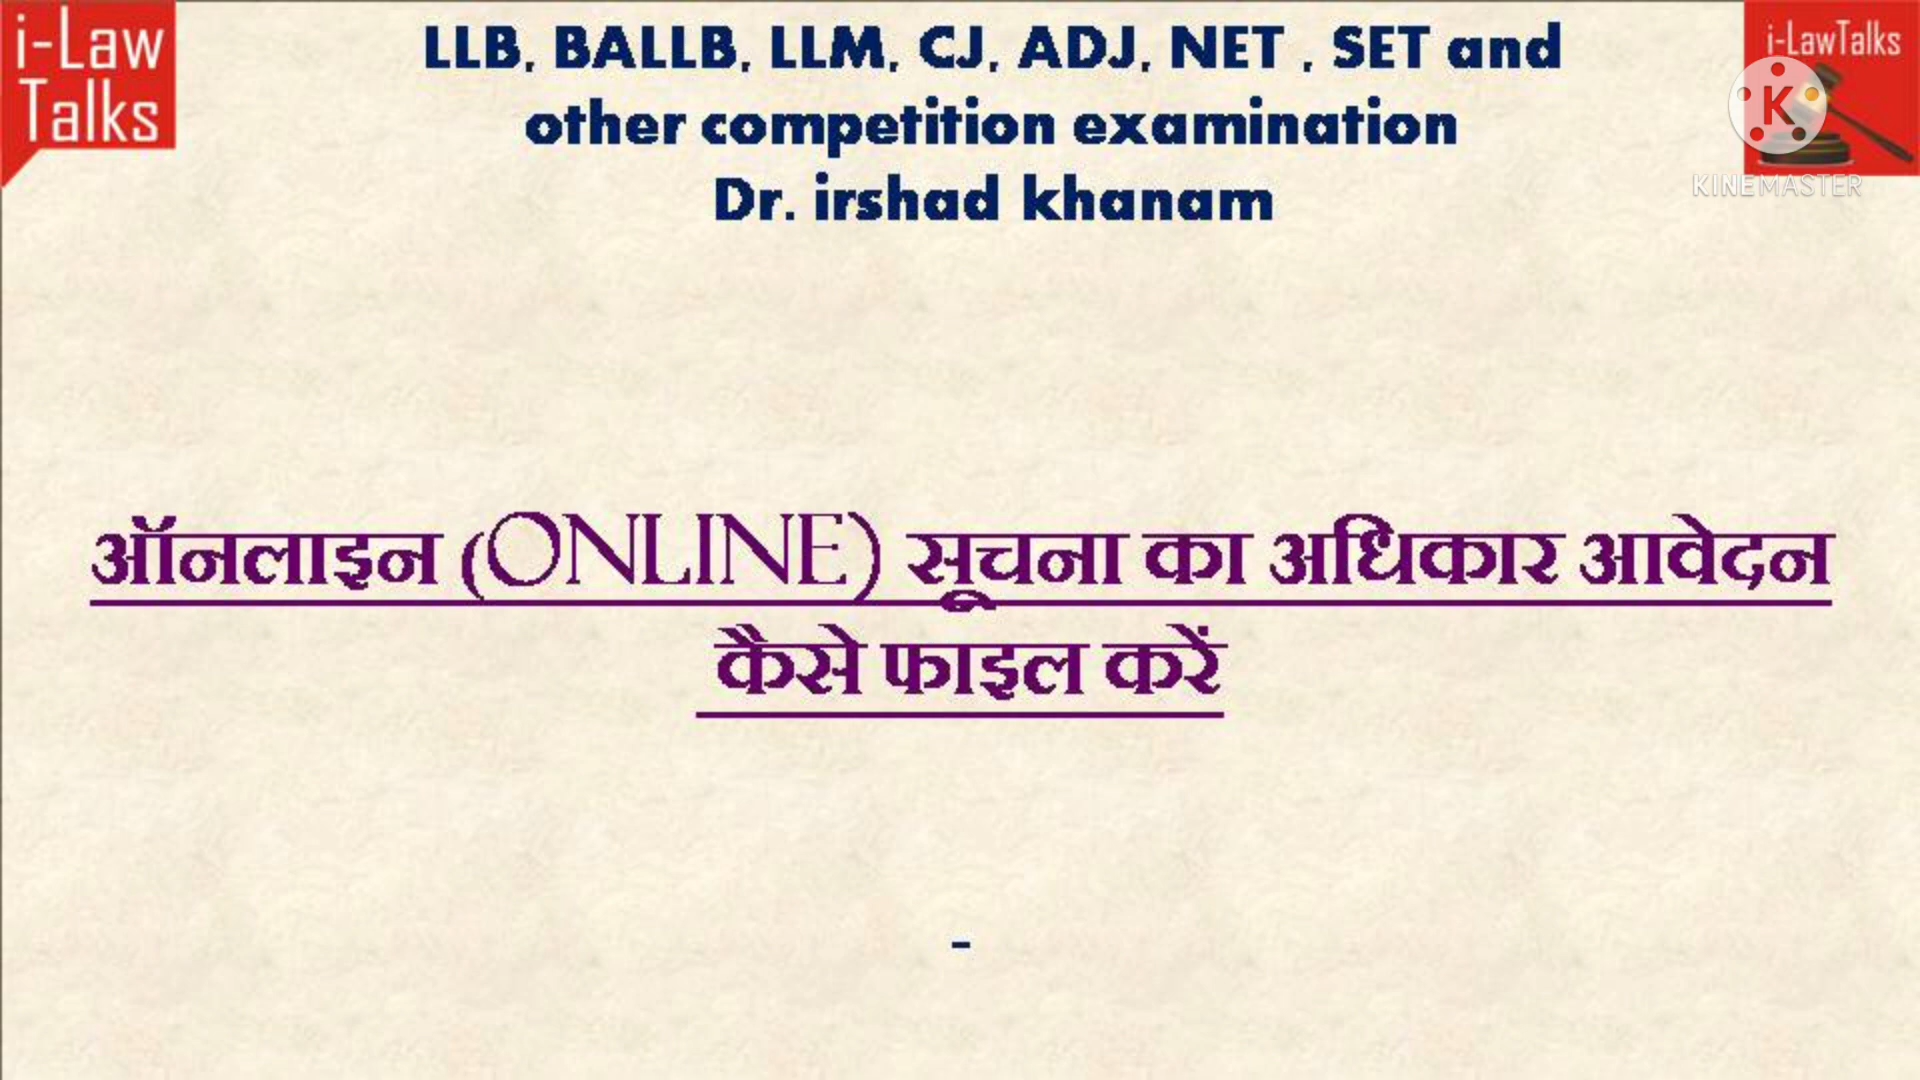 i-Law
Talks
LLB, BALLB, LLM, CJ, ADJ, NET , SET and
other competition examination
Dr. irshad khanam
i-LawTalks
K
KINEMASTER
ऑनलाइन (ONLINE) सूचना का अधिकार आवेदन
कैसे फाइल करें
-